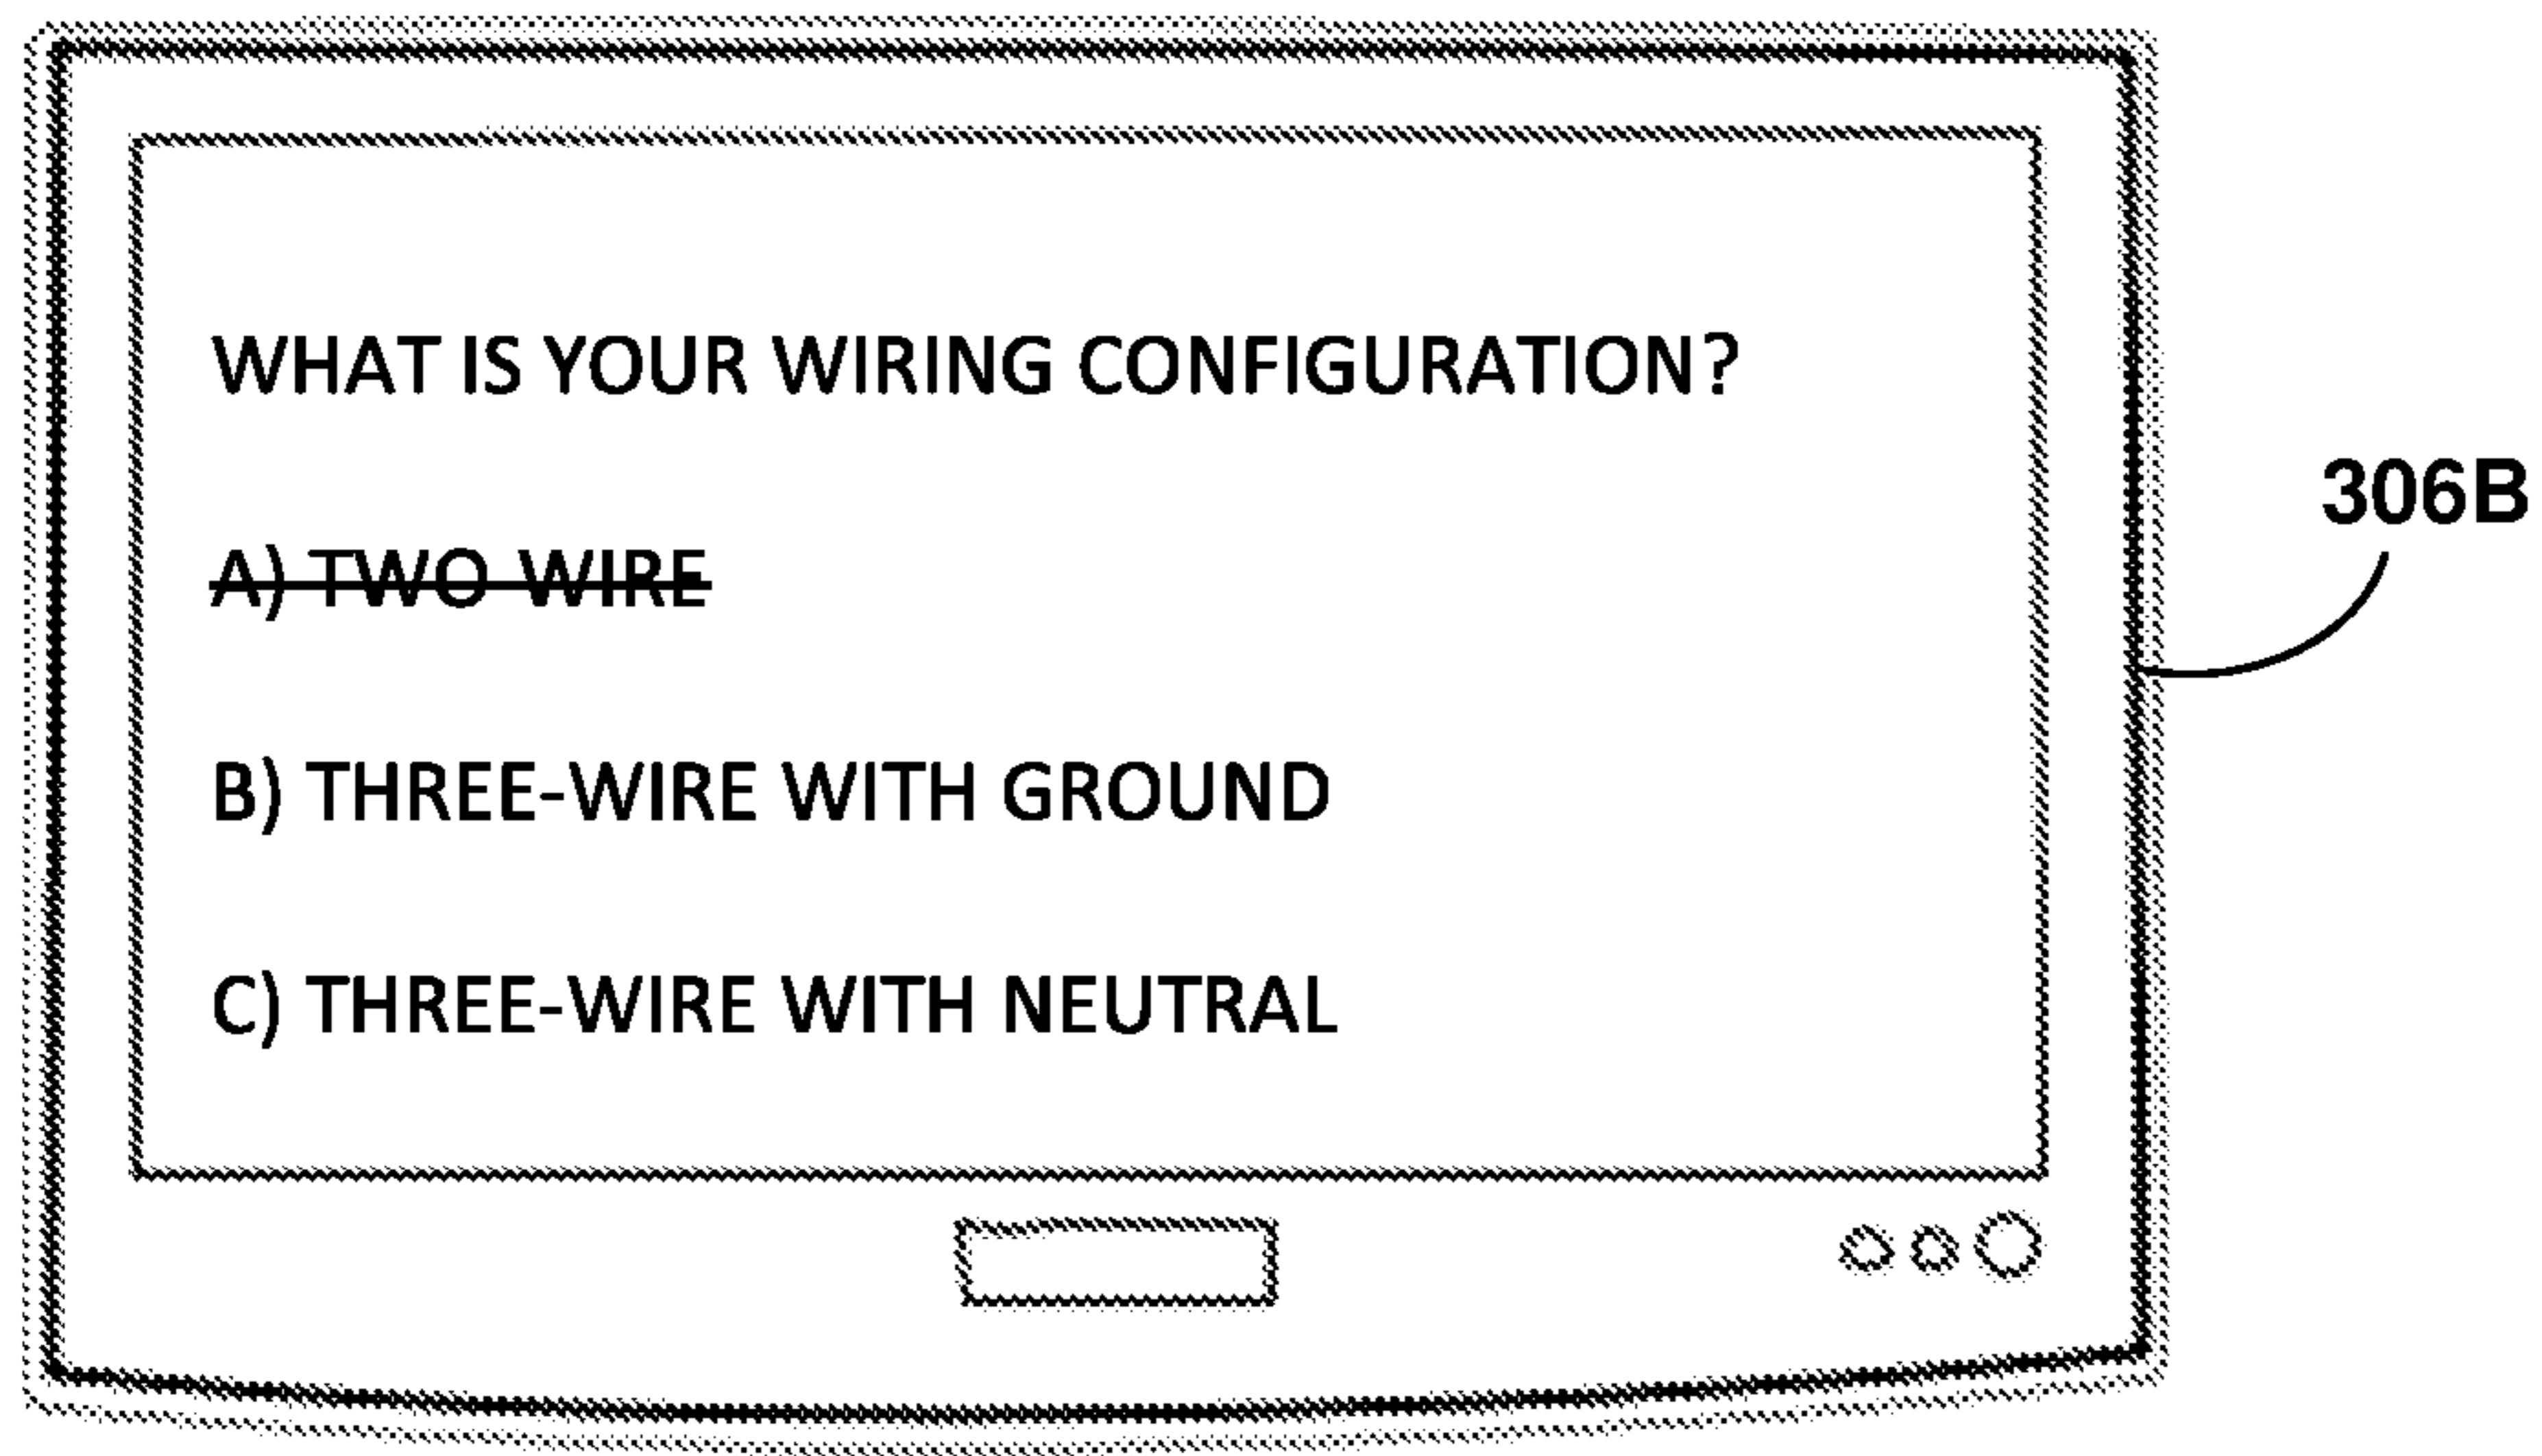 WHAT IS YOUR WIRING CONFIGURATION?
306B
A) TWO WIRE
B) THREE-WIRE WITH GROUND
C) THREE-WIRE WITH NEUTRAL